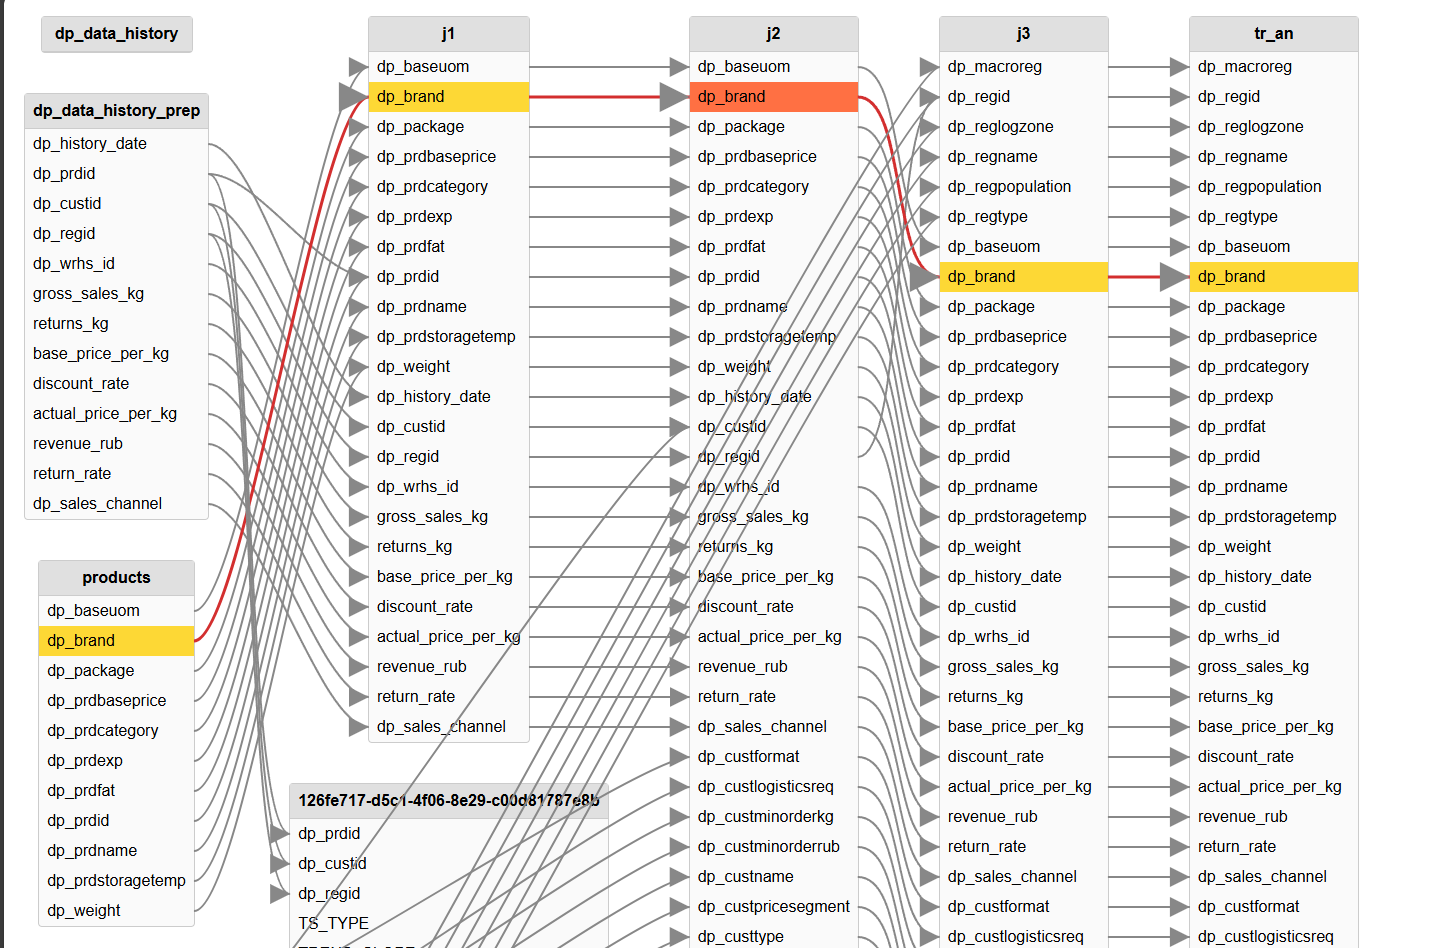 dp_data_history
dp_data_history_prep
dp_history_date
dp_prdid
dp_custid
dp_regid
dp_wrhs_id
gross_sales_kg
returns_kg
base_price_per_kg
discount_rate
actual_price_per_kg
revenue_rub
return_rate
dp_sales_channel
products
dp_baseuom
dp_brand
dp_package
dp_prdbaseprice
dp_prdcategory
dp_prdexp
dp_prdfat
dp_prdid
dp_prdname
dp_prdstoragetemp
dp_weight
j1
dp_baseuom
dp_brand
dp_package
dp_prdbaseprice
dp_prdcategory
dp_prdexp
dp_prdfat
dp_prdid
dp_prdname
dp_prdstoragetemp
dp_weight
dp_history_date
dp_custid
dp_regid
dp_wrhs_id
gross_sales_kg
returns_kg
base_price_per_kg
discount_rate
actual_price_per_kg
revenue_rub
return_rate
dp_sales_channel
126fe717-d5c1-4f06-8e29-c00d81787e8b
dp_prdid
dp_custid
dp_regid
TS_TYPE
j2
dp_baseuom
dp_brand
dp_package
dp_prdbaseprice
dp_prdcategory
dp_prdexp
dp_prdfat
dp_prdid
dp_prdname
dp_prdstoragetemp
dp_weight
dp_history_date
dp_custid
dp_regid
dp_wrhs_id
gross_sales_kg
returns_kg
base_price_per_kg
discount_rate
actual_price_per_kg
revenue_rub
return_rate
dp_sales_channel
dp_custformat
dp_custlogisticsreq
dp_custminorderkg
dp_custminorderrub
dp_custname
dp_custpricesegment
dp_custtype
j3
dp_macroreg
dp_regid
dp_reglogzone
dp_regname
dp_regpopulation
dp_regtype
dp_baseuom
dp_brand
dp_package
dp_prdbaseprice
dp_prdcategory
dp_prdexp
dp_prdfat
dp_prdid
dp_prdname
dp_prdstoragetemp
dp_weight
dp_history_date
dp_custid
dp_wrhs_id
gross_sales_kg
returns_kg
base_price_per_kg
discount_rate
actual_price_per_kg
revenue_rub
return_rate
dp_sales_channel
dp_custformat
dp_custlogisticsreq
tr_an
dp_macroreg
dp_regid
dp_reglogzone
dp_regname
dp_regpopulation
dp_regtype
dp_baseuom
dp_brand
dp_package
dp_prdbaseprice
dp_prdcategory
dp_prdexp
dp_prdfat
dp_prdid
dp_prdname
dp_prdstoragetemp
dp_weight
dp_history_date
dp_custid
dp_wrhs_id
gross_sales_kg
returns_kg
base_price_per_kg
discount_rate
actual_price_per_kg
revenue_rub
return_rate
dp_sales_channel
dp_custformat
dp_custlogisticsreq